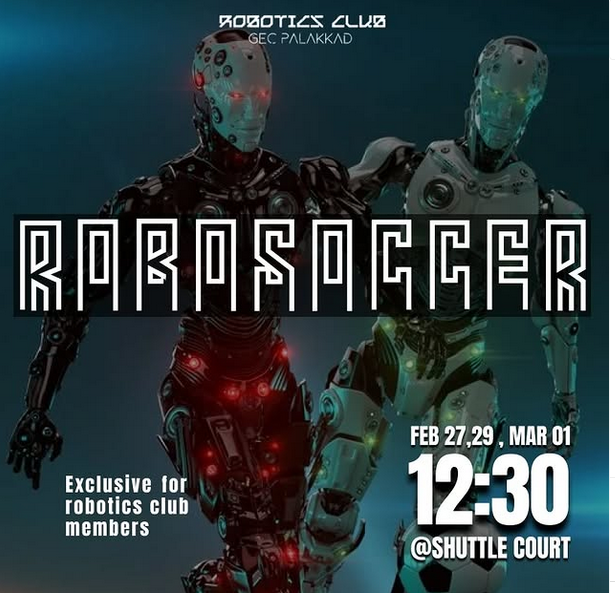 ROBOTICS CLUB
GEC PALAKKAD
ROBOSOCCER
FEB 27,29 , MAR 01
12:30
@SHUTTLE COURT
Exclusive for
robotics club
members